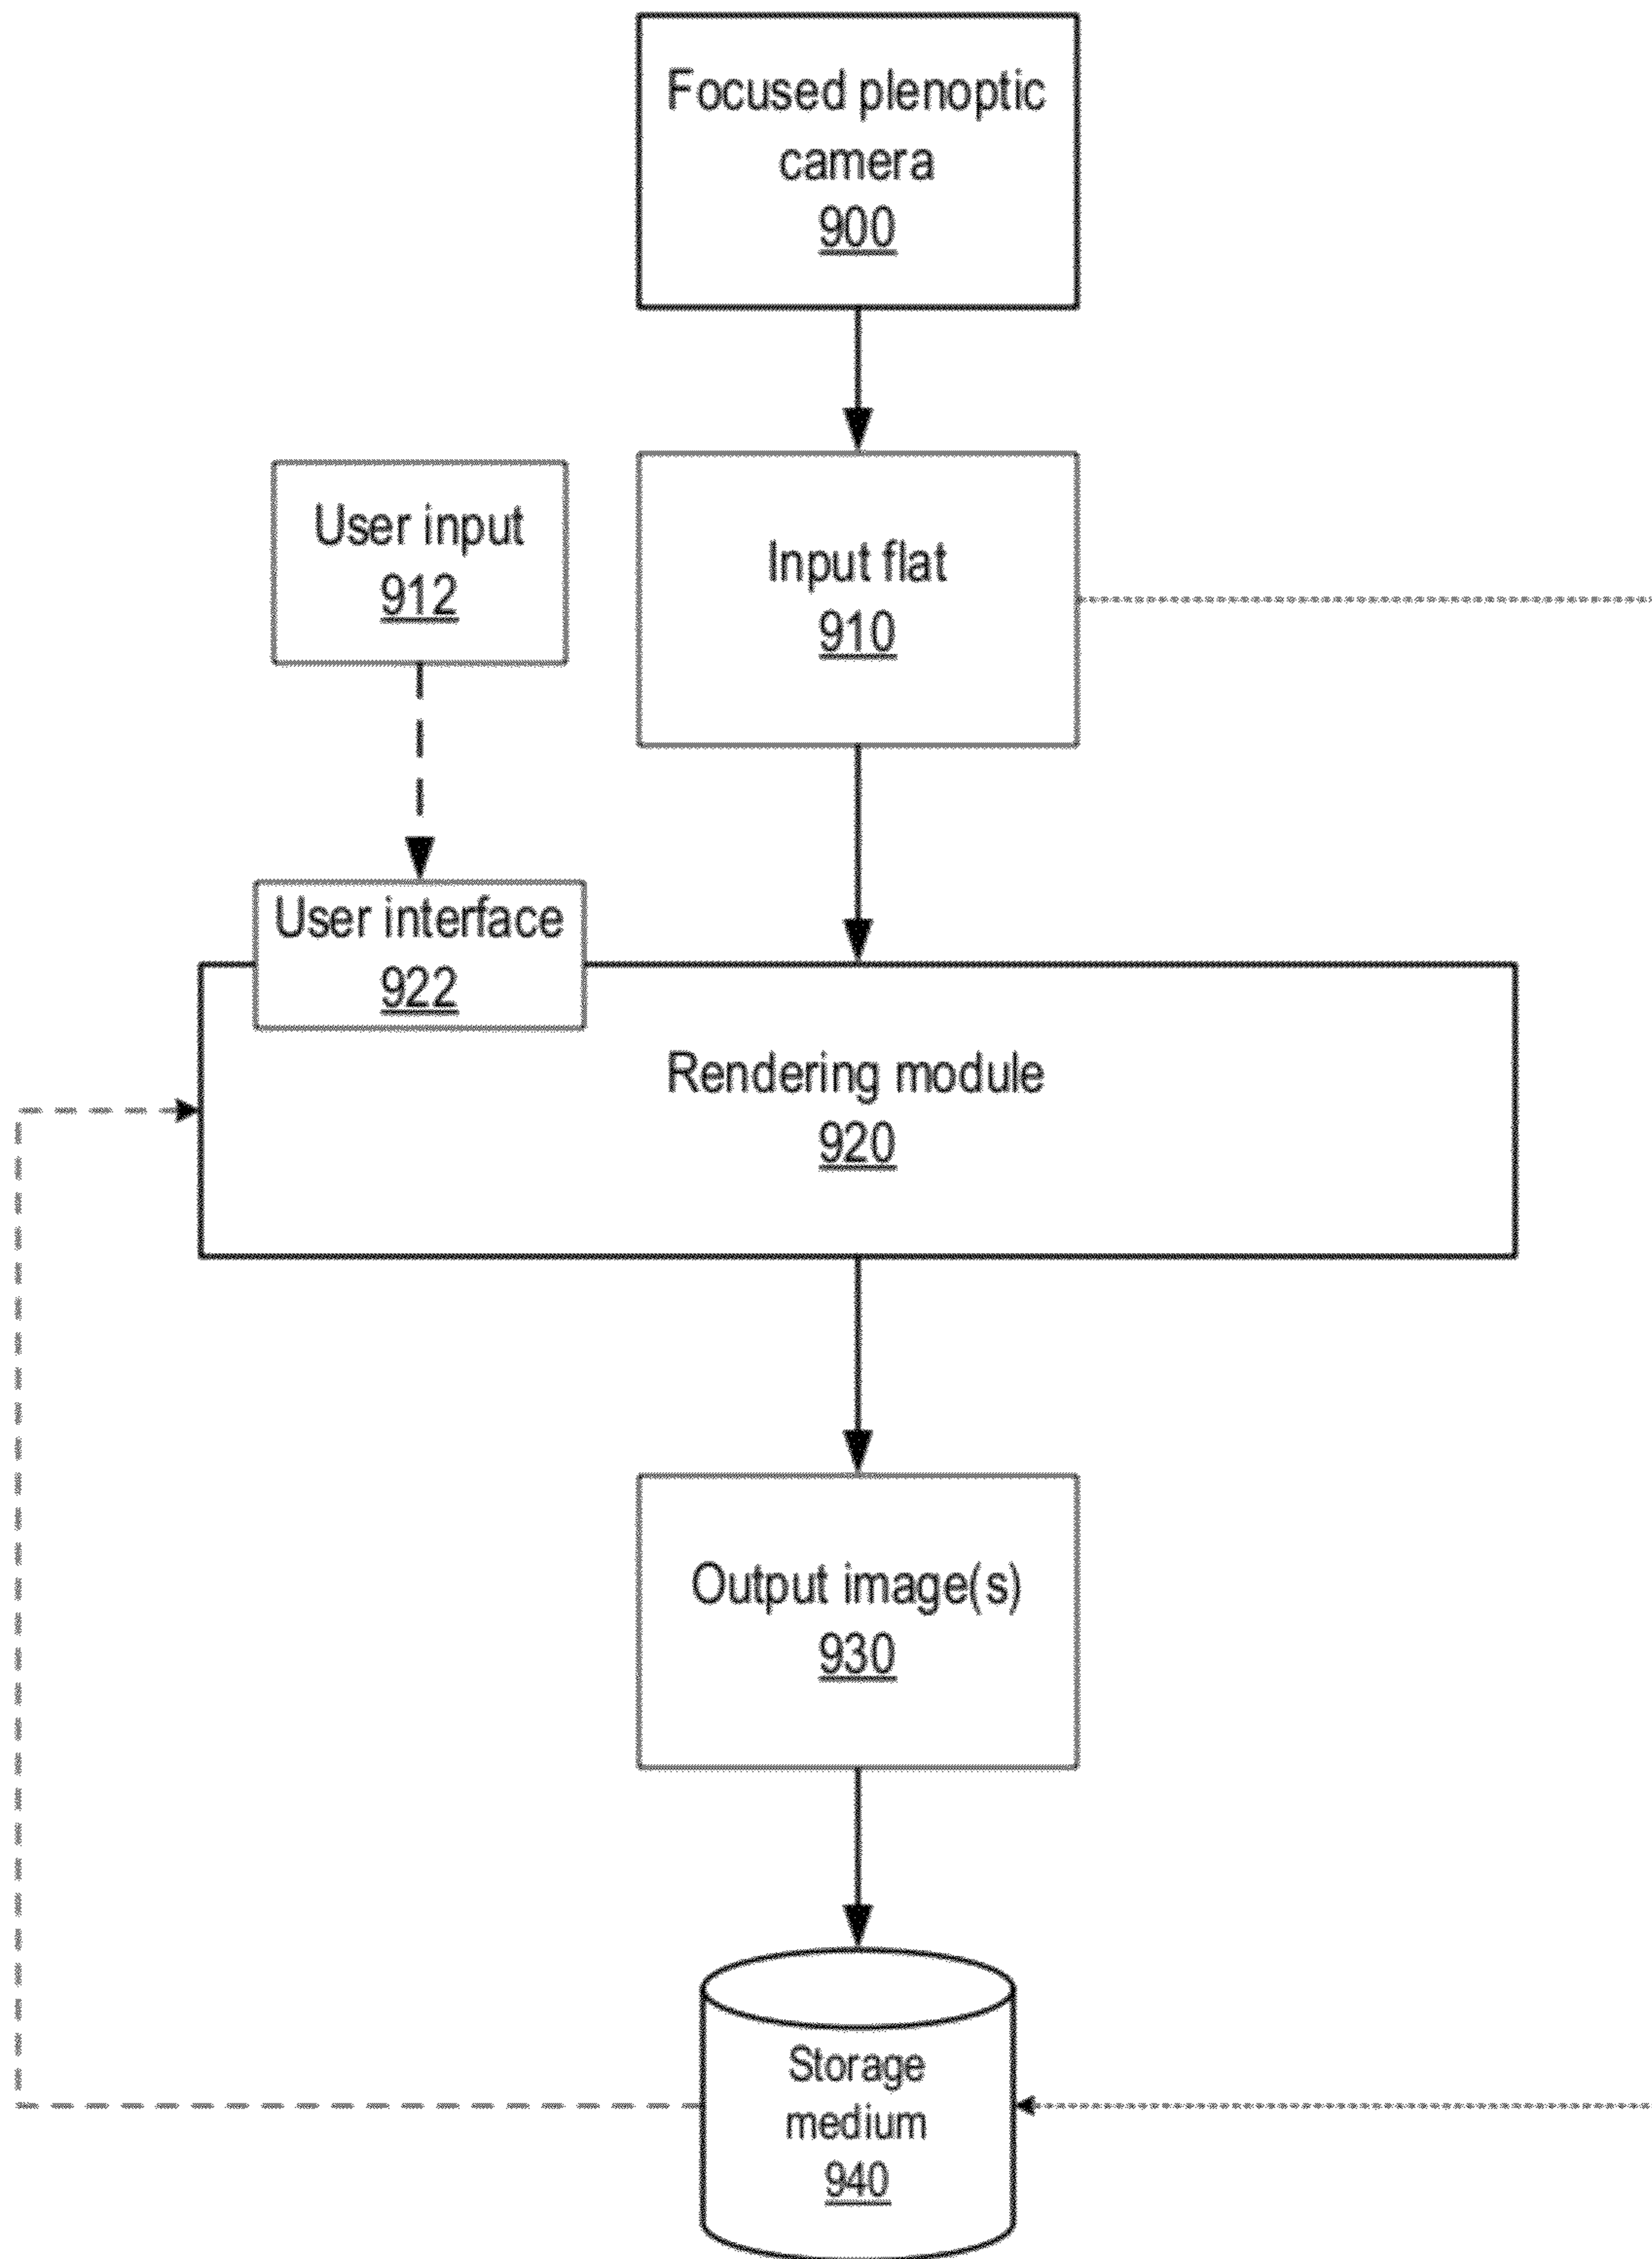 Focused plenoptic
camera
900
User input
912
Input flat
910
User interface
922
Rendering module
920
Output image(s)
930
Storage
medium
940